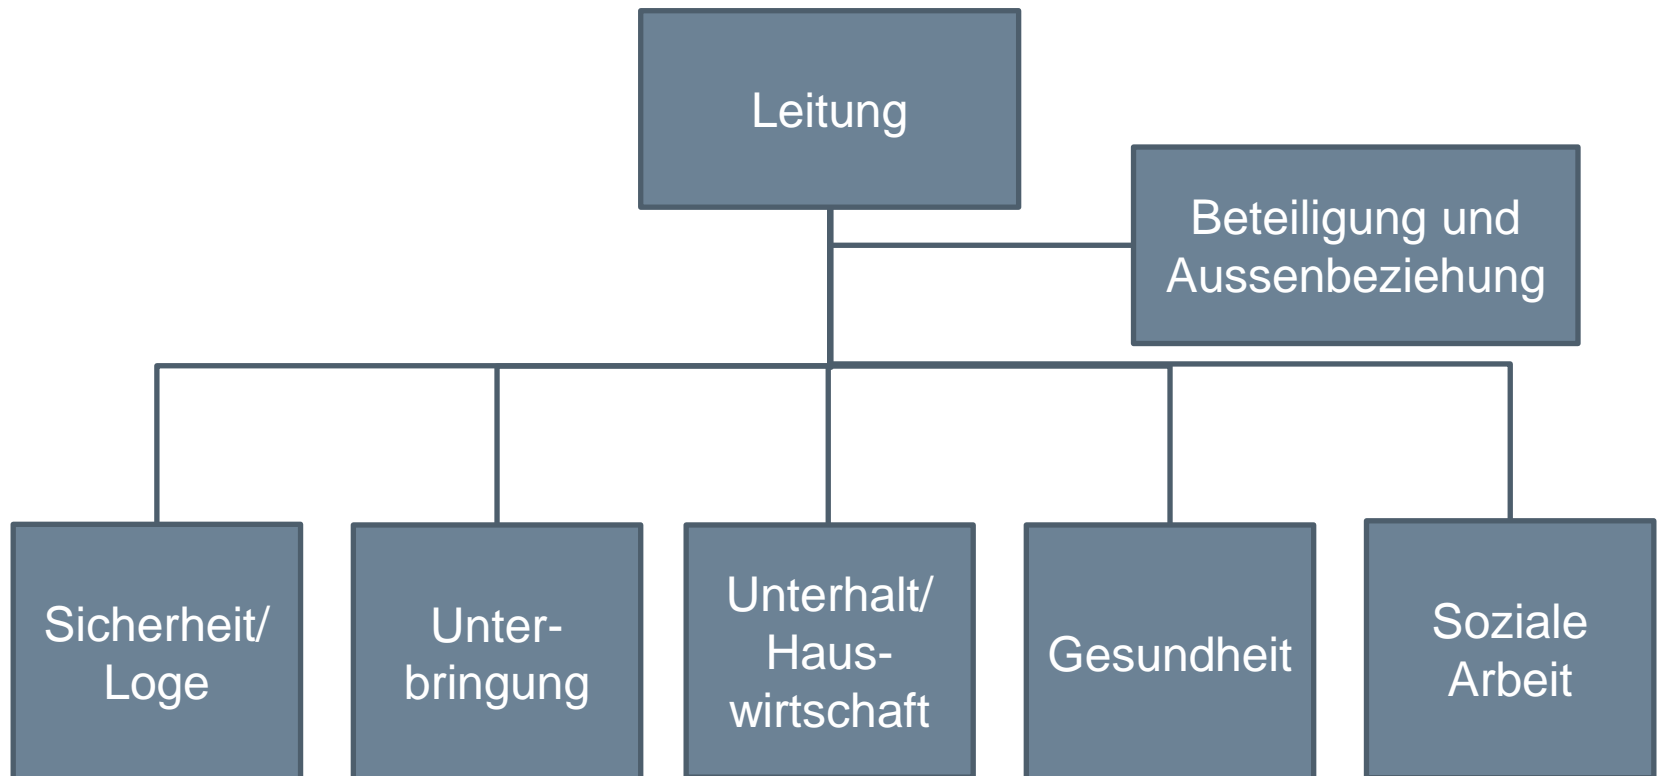 Leitung
Beteiligung und
Aussenbeziehung
Sicherheit/
Loge
Unter-
bringung
Unterhalt/
Haus-
wirtschaft
Gesundheit
Soziale
Arbeit